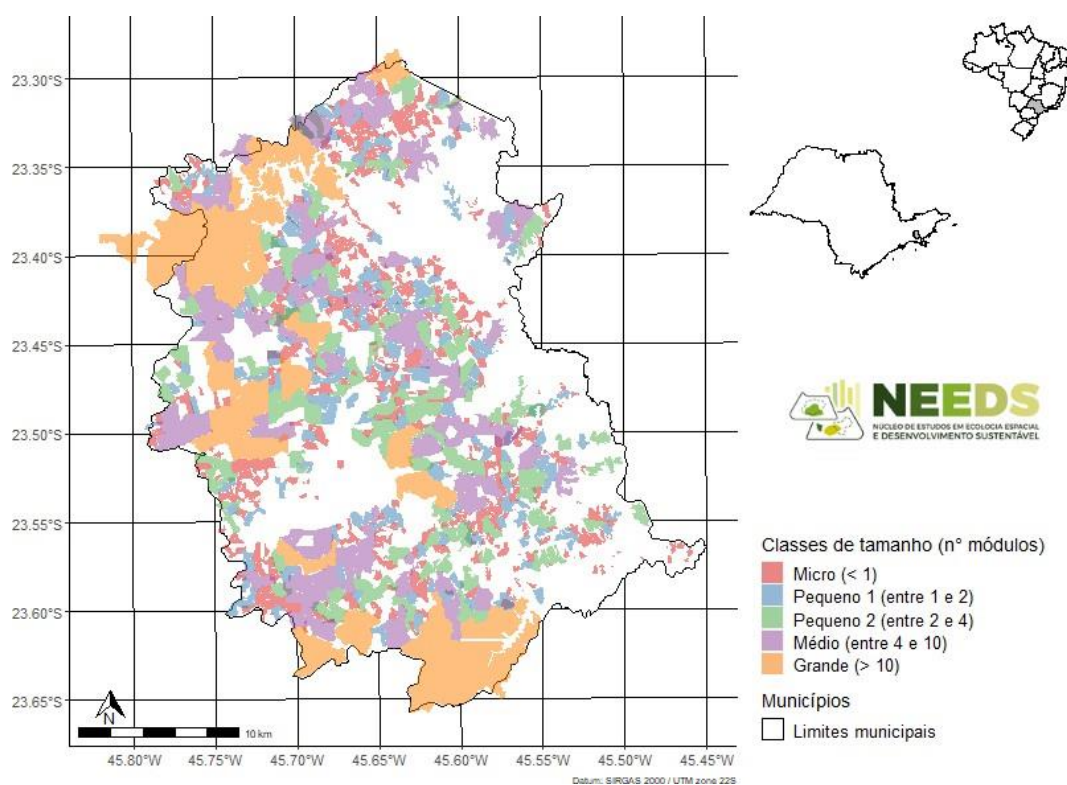 23.30°S
23.35°S
23.40°S
23.45°S
23.50°S
23.55°S
23.60°S
23.65°S
N
10 km
45.80°W 45.75°W 45.70°W 45.65°W 45.60°W 45.55°W 45.50°W 45.45°W
Datum: SIRGAS 2000 / UTM zone 22S
NEEDS
NÚCLEO DE ESTUDOS EM ECOLOGIA ESPACIAL
E DESENVOLVIMENTO SUSTENTÁVEL
Classes de tamanho (n° módulos)
Micro (< 1)
Pequeno 1 (entre 1 e 2)
Pequeno 2 (entre 2 e 4)
Médio (entre 4 e 10)
Grande (> 10)
Municípios
Limites municipais